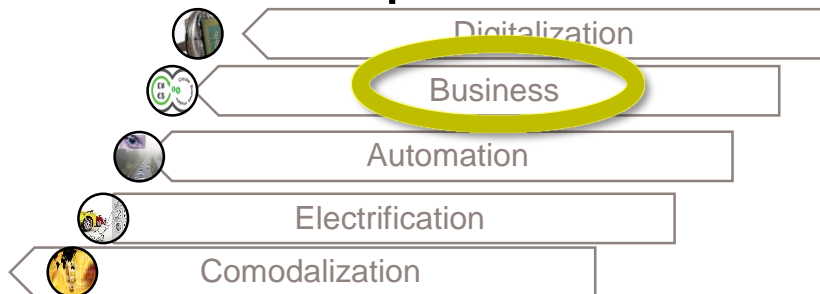 Digitalization
Business
Automation
Electrification
Comodalization